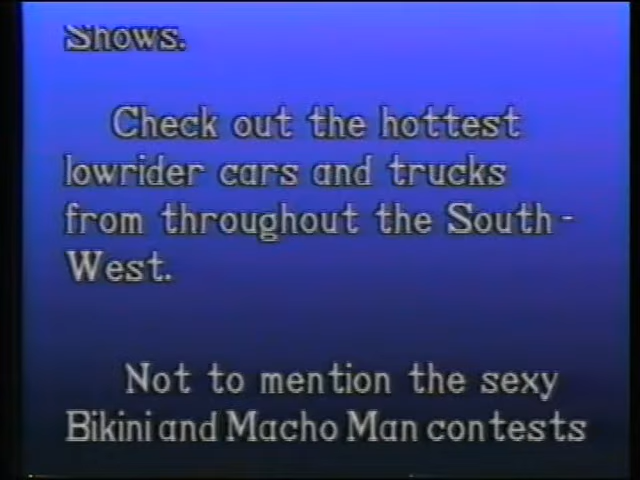 Shows.
Check out the hottest
lowrider cars and trucks
from throughout the South-
West.
Not to mention the sexy
Bikini and Macho Man contests